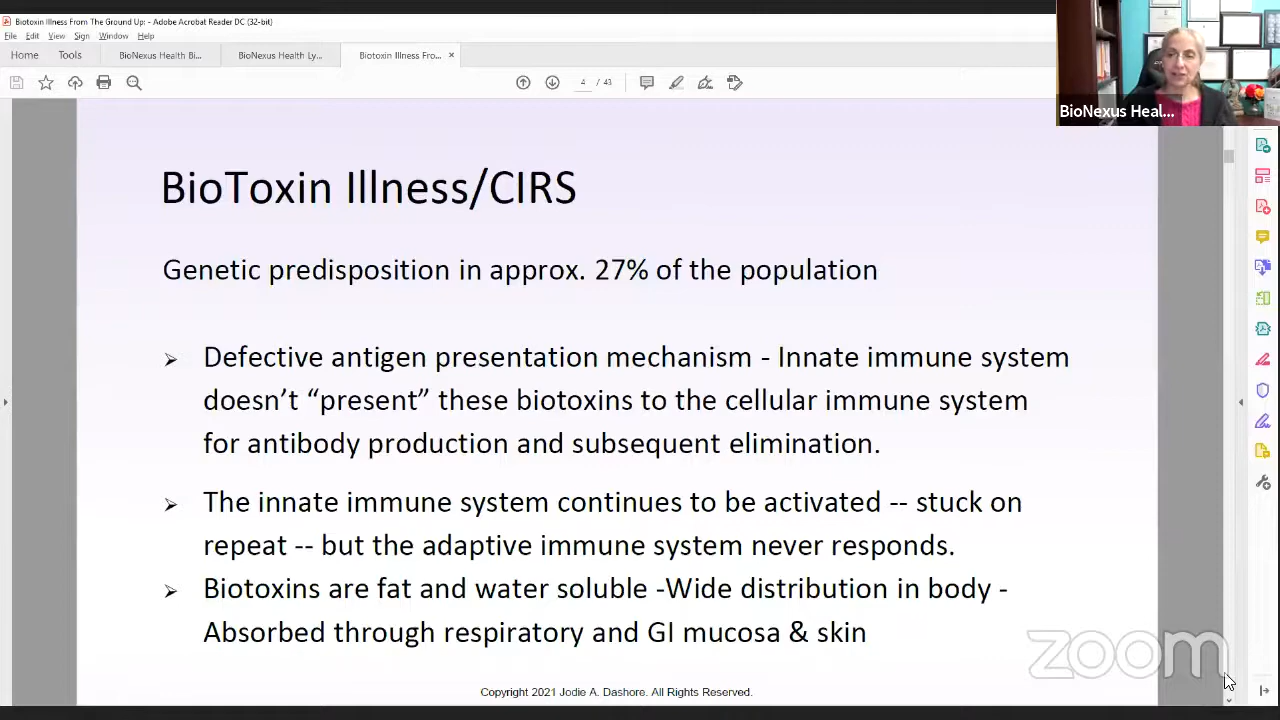 Biotoxin Illness From The Ground Up: - Adobe Acrobat Reader DC (32-bit)
File Edit View Sign Window Help
Home Tools BioNexus Health Bi... BioNexus Health Ly... Biotoxin Illness Fro... ×
4 / 43
BioNexus Heal...
BioToxin Illness/CIRS
Genetic predisposition in approx. 27% of the population
➢ Defective antigen presentation mechanism - Innate immune system
doesn’t “present” these biotoxins to the cellular immune system
for antibody production and subsequent elimination.
➢ The innate immune system continues to be activated -- stuck on
repeat -- but the adaptive immune system never responds.
➢ Biotoxins are fat and water soluble -Wide distribution in body -
Absorbed through respiratory and GI mucosa & skin
zoom
Copyright 2021 Jodie A. Dashore. All Rights Reserved.